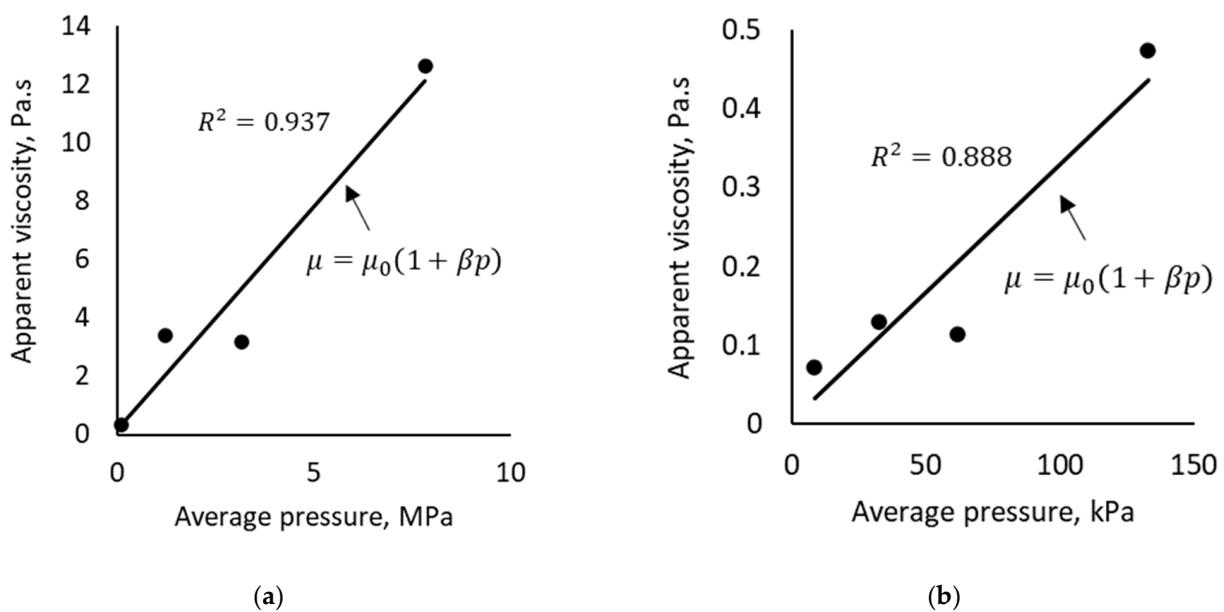 14
12
10
8
6
4
2
0
0
5
10
Apparent viscosity, Pa.s
Average pressure, MPa
R² = 0.937
μ = μ₀(1 + βp)
(a)
0.5
0.4
0.3
0.2
0.1
0
0
50
100
150
Apparent viscosity, Pa.s
Average pressure, kPa
R² = 0.888
μ = μ₀(1 + βp)
(b)